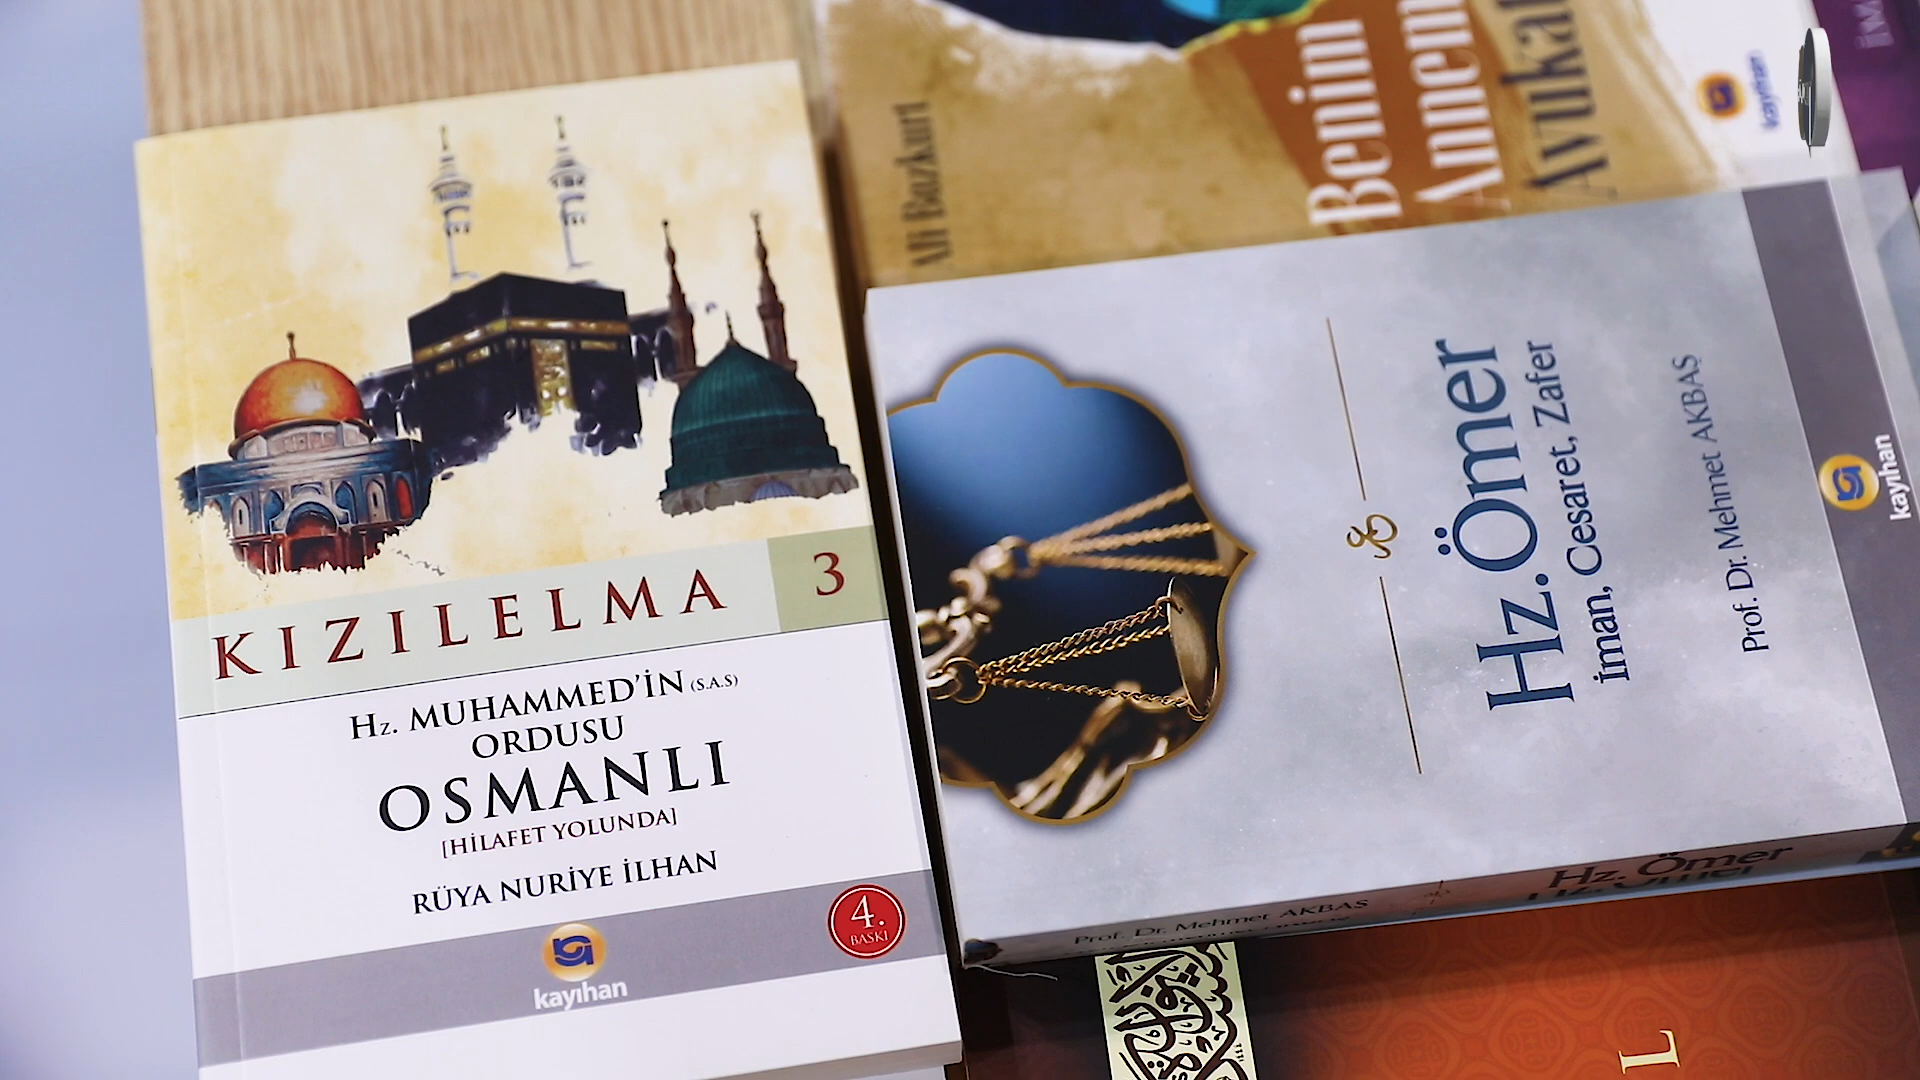 KIZILELMA
3
Hz. MUHAMMED'İN (S.A.S)
ORDUSU
OSMANLI
[HİLAFET YOLUNDA]
RÜYA NURİYE İLHAN
4.
BASKI
kayıhan
Ali Bozkurt
Benim
Annem
kayıhan
Hz. Ömer
İman, Cesaret, Zafer
Prof. Dr. Mehmet AKBAŞ
kayıhan
Prof. Dr. Mehmet AKBAŞ
Hz. Ömer
L